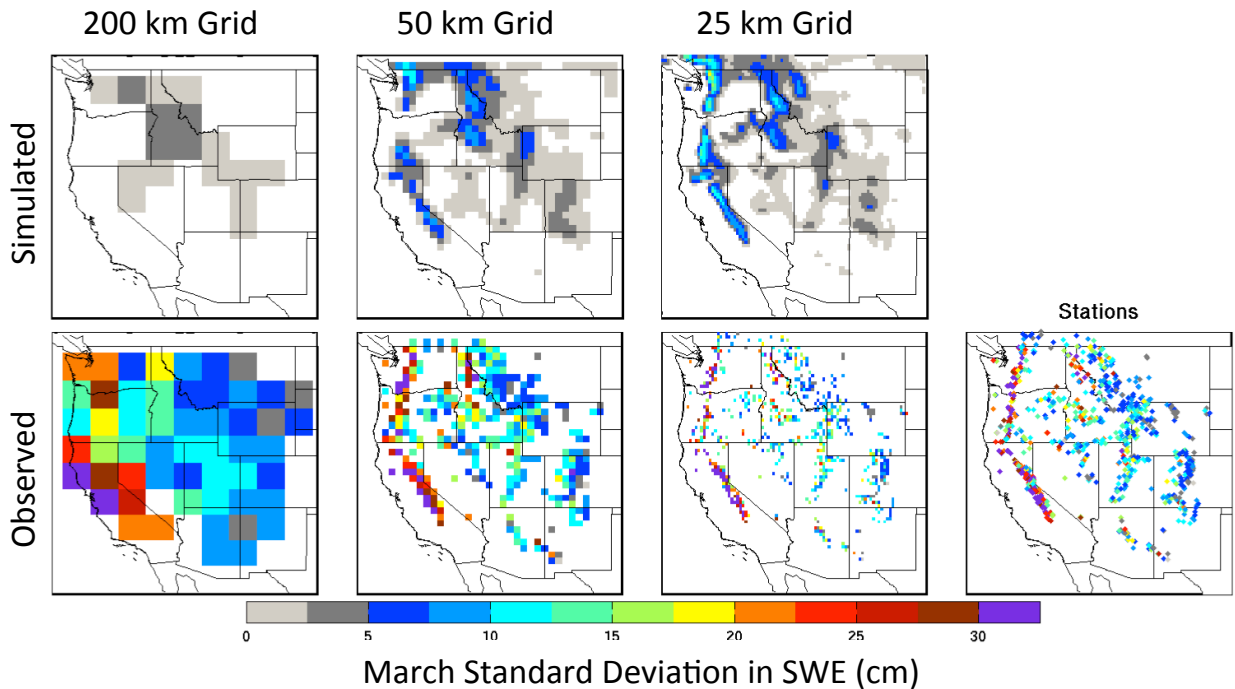 200 km Grid 50 km Grid 25 km Grid
Simulated
Stations
Observed
0 5 10 15 20 25 30
March Standard Deviation in SWE (cm)